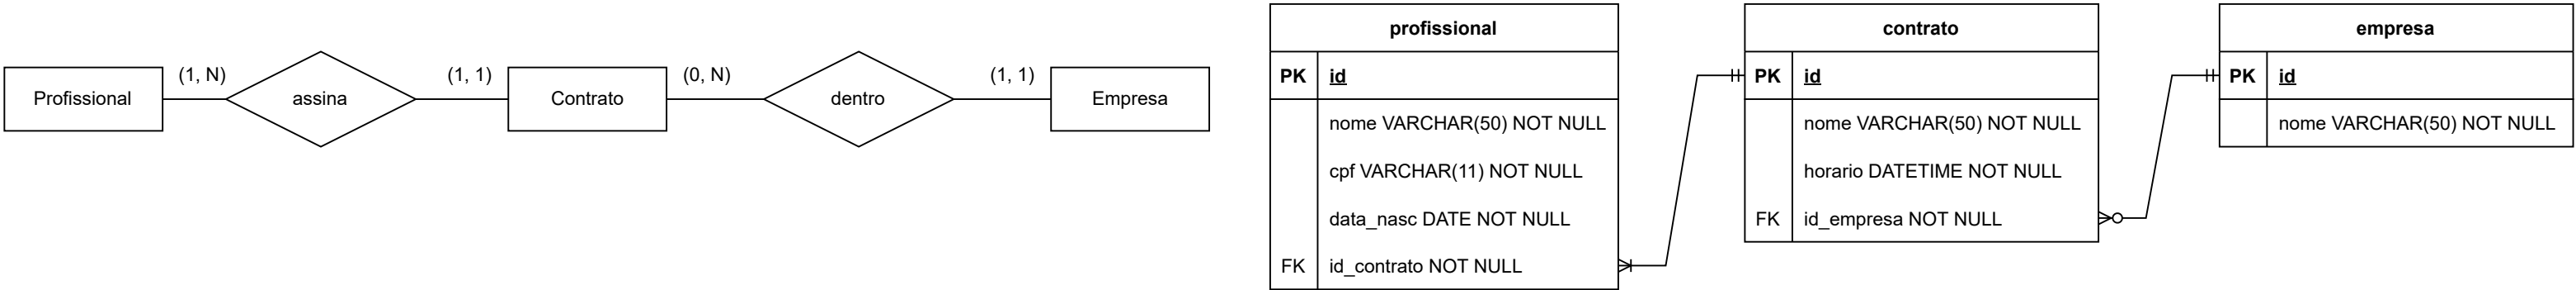 Profissional
(1, N)
assina
(1, 1)
Contrato
(0, N)
dentro
(1, 1)
Empresa
profissional
PK id
nome VARCHAR(50) NOT NULL
cpf VARCHAR(11) NOT NULL
data_nasc DATE NOT NULL
FK id_contrato NOT NULL
contrato
PK id
nome VARCHAR(50) NOT NULL
horario DATETIME NOT NULL
FK id_empresa NOT NULL
empresa
PK id
nome VARCHAR(50) NOT NULL